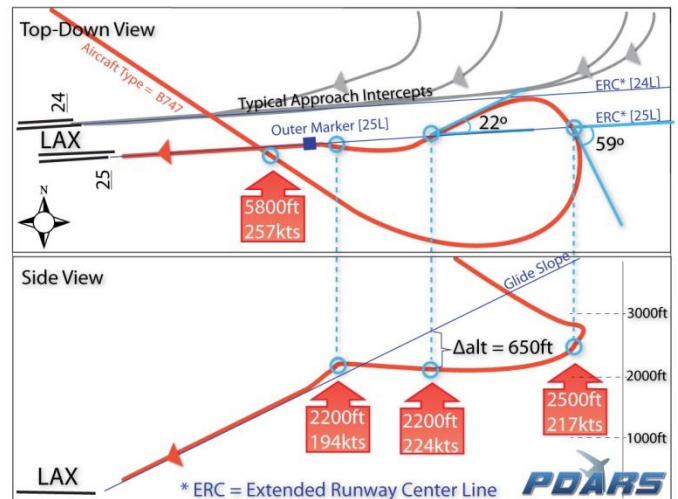 Top-Down View
Aircraft Type = B747
Typical Approach Intercepts
24
LAX
25
ERC* [24L]
ERC* [25L]
Outer Marker [25L]
22º
59º
N
5800ft
257kts
Side View
Glide Slope
3000ft
Δalt = 650ft
2000ft
2200ft
194kts
2200ft
224kts
2500ft
217kts
1000ft
LAX
* ERC = Extended Runway Center Line
PDARS